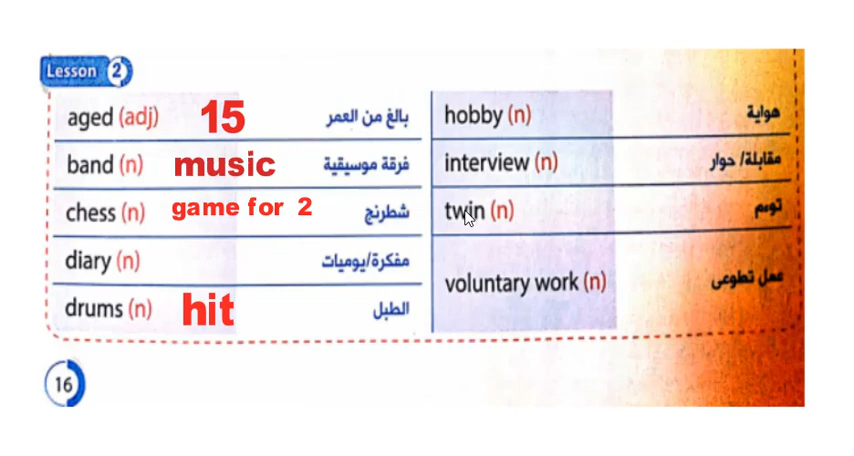 Lesson 2
aged (adj) 15 بالغ من العمر
band (n) music فرقة موسيقية
chess (n) game for 2 شطرنج
diary (n) مفكرة/يوميات
drums (n) hit الطبل
hobby (n) هواية
interview (n) مقابلة/ حوار
twin (n) توءم
voluntary work (n) عمل تطوعى
16